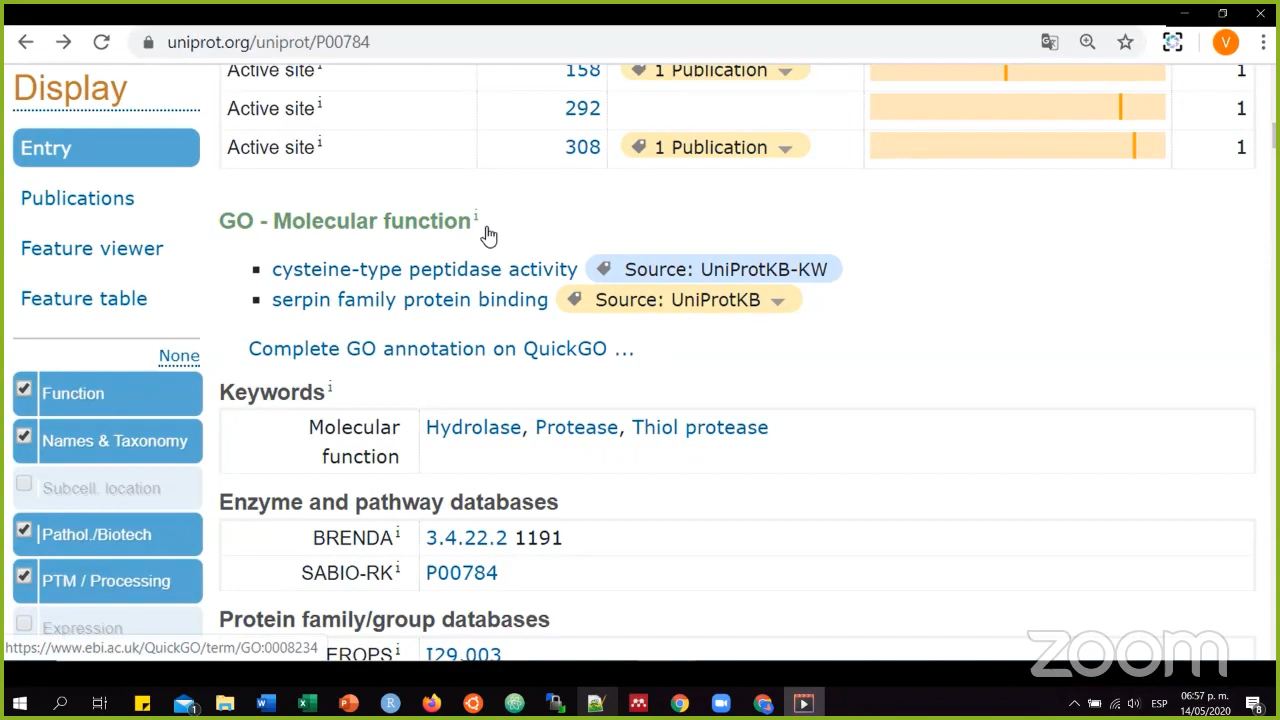 uniprot.org/uniprot/P00784
V
Display
Active site i 158 1 Publication 1
Entry
Active site i 292 1
Active site i 308 1 Publication 1
Publications
GO - Molecular function i
Feature viewer
cysteine-type peptidase activity Source: UniProtKB-KW
Feature table
serpin family protein binding Source: UniProtKB
Complete GO annotation on QuickGO ...
None
Function
Keywords i
Names & Taxonomy
Molecular function Hydrolase, Protease, Thiol protease
Subcell. location
Enzyme and pathway databases
Pathol./Biotech
BRENDA i 3.4.22.2 1191
PTM / Processing
SABIO-RK i P00784
Protein family/group databases
Expression
https://www.ebi.ac.uk/QuickGO/term/GO:0008234
EROPS i I29.003
zoom
ESP
06:57 p. m.
14/05/2020
1
8